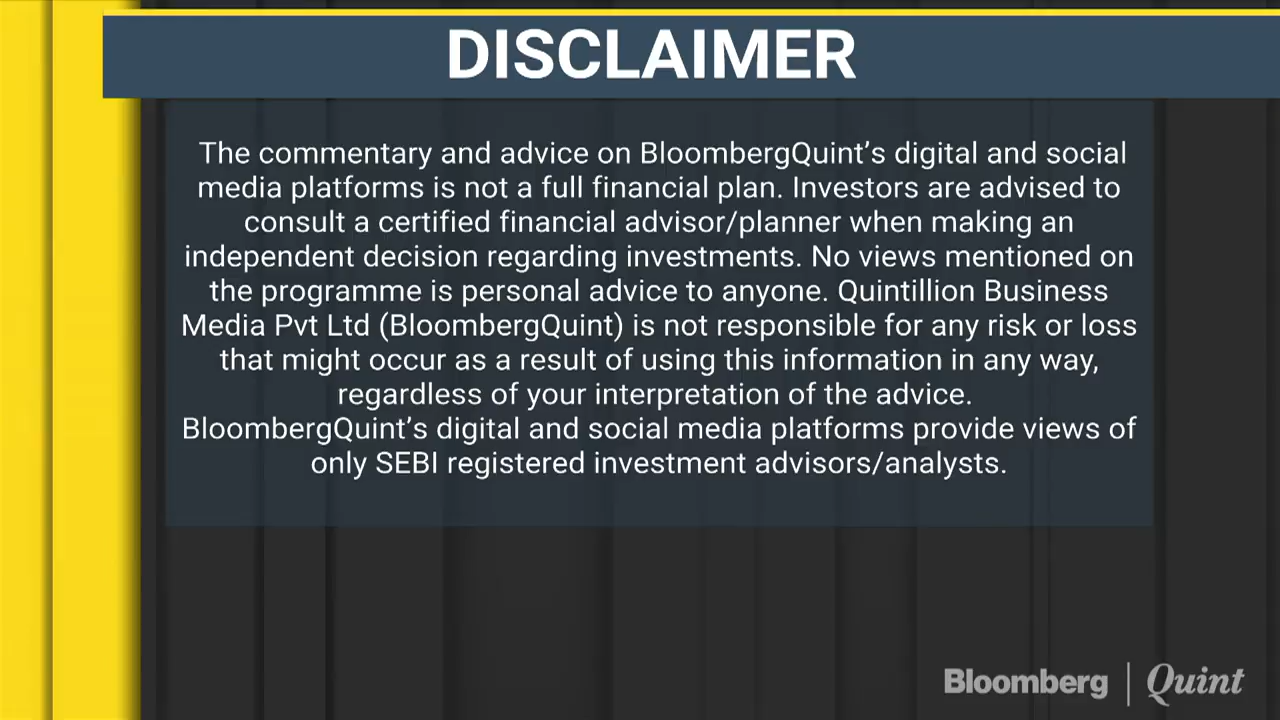 DISCLAIMER
The commentary and advice on BloombergQuint’s digital and social
media platforms is not a full financial plan. Investors are advised to
consult a certified financial advisor/planner when making an
independent decision regarding investments. No views mentioned on
the programme is personal advice to anyone. Quintillion Business
Media Pvt Ltd (BloombergQuint) is not responsible for any risk or loss
that might occur as a result of using this information in any way,
regardless of your interpretation of the advice.
BloombergQuint’s digital and social media platforms provide views of
only SEBI registered investment advisors/analysts.
Bloomberg | Quint